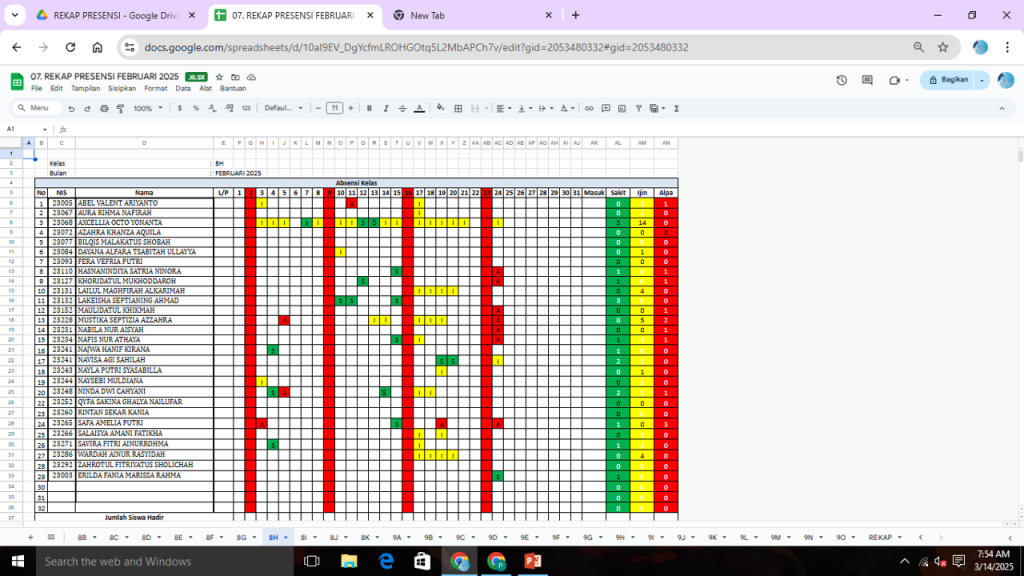 REKAP PRESENSI - Google Driv
07. REKAP PRESENSI FEBRUARI
New Tab
docs.google.com/spreadsheets/d/10al9EV_DgYcfmLROHGOtq5L2MbAPCh7v/edit?gid=2053480332#gid=2053480332
07. REKAP PRESENSI FEBRUARI 2025 .XLSX
File Edit Tampilan Sisipkan Format Data Alat Bantuan
Bagikan
Menu 100% $ % 123 Defaul... 11 B I
A1 fx
Kelas : 8H
Bulan : FEBRUARI 2025
Absensi Kelas
No NIS Nama L/P 1 2 3 4 5 6 7 8 9 10 11 12 13 14 15 16 17 18 19 20 21 22 23 24 25 26 27 28 29 30 31 Masuk Sakit Ijin Alpa
1 23005 ABEL VALENT ARIYANTO I A I 0 1
2 23067 AURA RIHMA NAFIRAH I 0 0
3 23068 AXCELLIA OCTO YONANTA I I I S I I I S S I I I I I I I I I 14 0
4 23072 AZAHRA KHANZA AQUILA 0 0 0
5 23077 BILQIS MALAKATUS SHOBAH 0 0
6 23084 DAYANA ALFARA TSABITAH ULLAYYA I 0 1 0
7 23093 FERA VEFRIA PUTRI 0 0 0
8 23110 HASNANINDIYA SATRIA NINORA S A 1 1
9 23127 KHORIDATUL MUKHODDAROH S A 1 1
10 23131 LAILUL MAGHFIRAH ALKARIMAH I I I I 0 4 0
11 23132 LAKEISHA SEPTIANING AHMAD S S S 3 0
12 23152 MAULIDATUL KHIKMAH A 0 1
13 23228 MUSTIKA SEPTIZIA AZZAHRA A I I I I I A 0 5 2
14 23231 NABILA NUR AISYAH A 0 0 1
15 23234 NAFIS NUR ATHAYA S I A 1 1
16 23241 NAJWA HANIF KIRANA S 1 0
17 23241 NAVISA AGI SAHILAH S S I 2 0
18 23243 NAYLA PUTRI SYASABILLA I 0 1 0
19 23244 NAYSEBI MULDIANA I 0 0
20 23248 NINDA DWI CAHYANI S A S I I 2 1
22 23252 QYFA SAKINA GHALYA NAILUFAR 0 0 0
23 23260 RINTAN SEKAR KANIA 0 0
24 23265 SAFA AMELIA PUTRI A S A A 1 0 3
25 23266 SALAISYA AMANI FATIKHA I I 0 0
26 23271 SAVIRA FITRI AINURROHMA S I 1 0
27 23286 WARDAH AINUR RASYIDAH I I I I 0 4 0
28 23292 ZAHROTUL FITRIYATUS SHOLICHAH 0 0
29 23003 ERILDA FANIA MARISSA RAHMA S 1 0
30 0 0
31 0 0
32 0 0
Jumlah Siswa Hadir
8B 8C 8D 8E 8F 8G 8H 8I 8J 8K 9A 9B 9C 9D 9E 9F 9G 9H 9I 9J 9K 9L 9M 9N 9O REKAP
Search the web and Windows
7:54 AM
3/14/2025